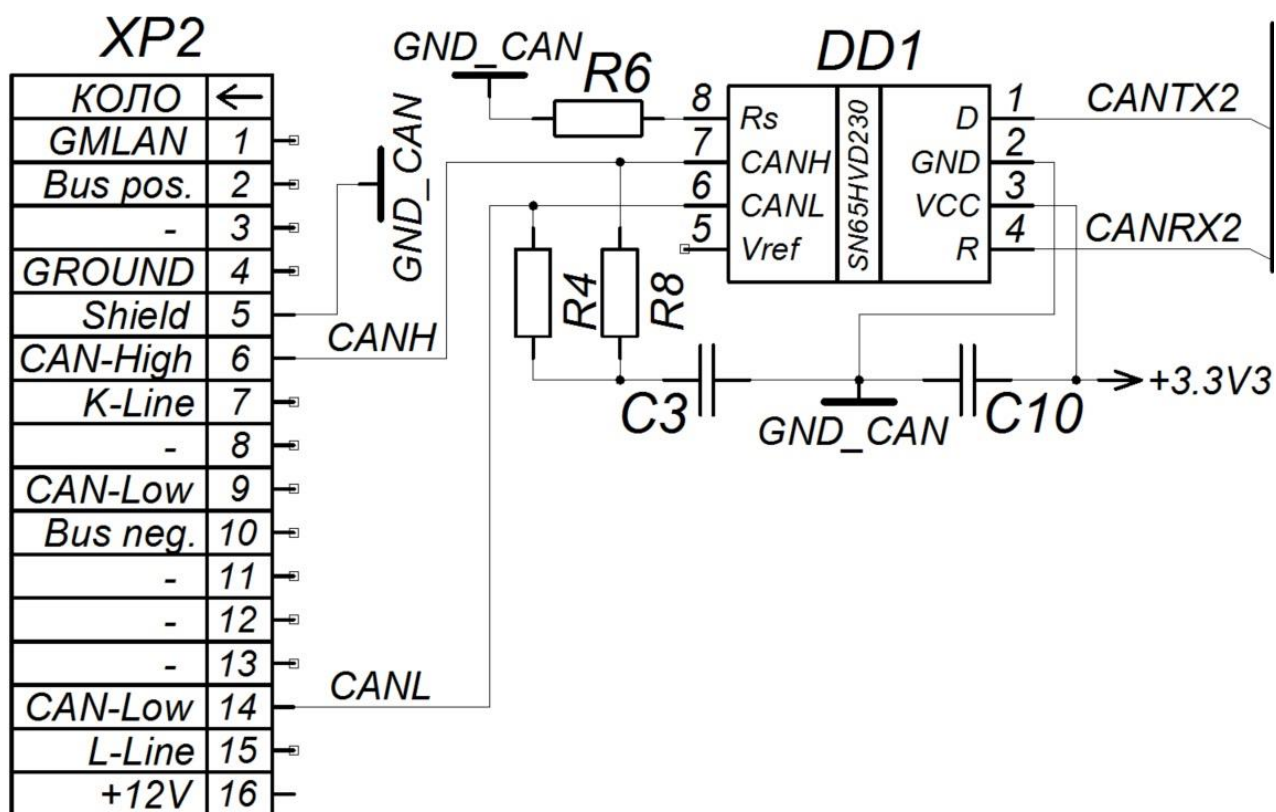 XP2
КОЛО ←
GMLAN 1
Bus pos. 2
- 3
GROUND 4
Shield 5
CAN-High 6
K-Line 7
- 8
CAN-Low 9
Bus neg. 10
- 11
- 12
- 13
CAN-Low 14
L-Line 15
+12V 16
GND_CAN
GND_CAN
CANH
CANL
R6
R4
R8
C3
GND_CAN
C10
+3.3V3
DD1
8 Rs
7 CANH
6 CANL
5 Vref
SN65HVD230
D 1
GND 2
VCC 3
R 4
CANTX2
CANRX2